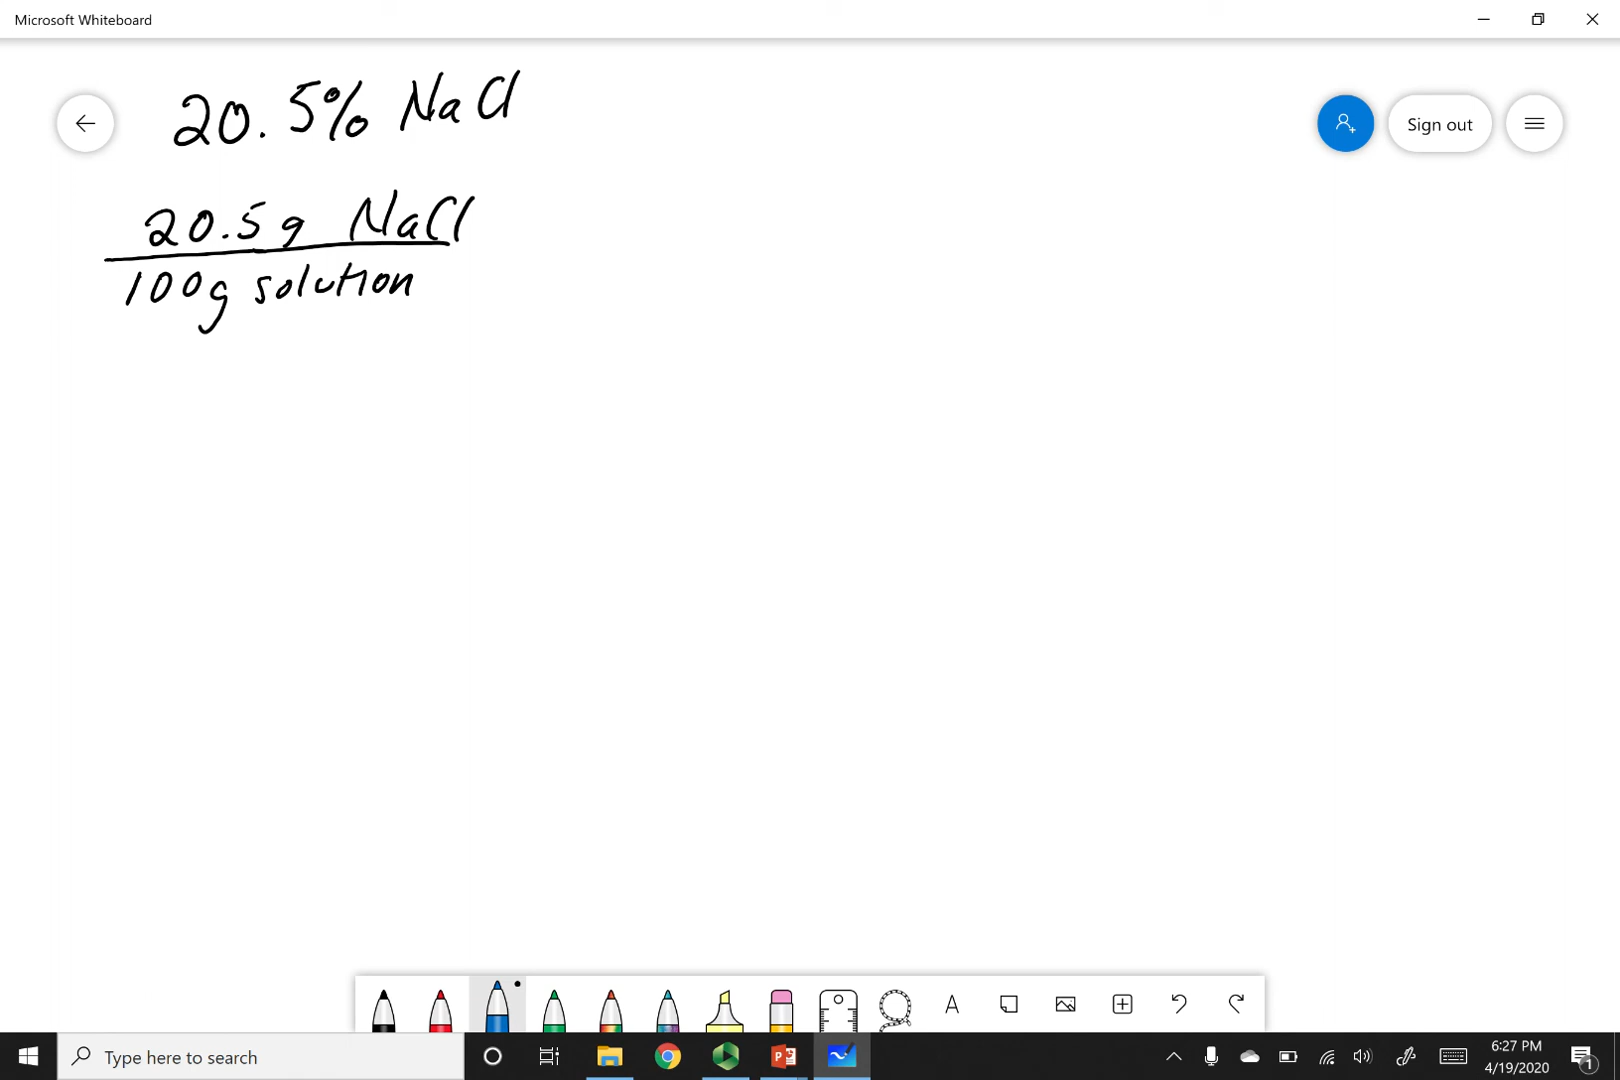 Microsoft Whiteboard
20.5% NaCl
Sign out
20.5g NaCl
100g solution
A
Type here to search
6:27 PM
4/19/2020
1